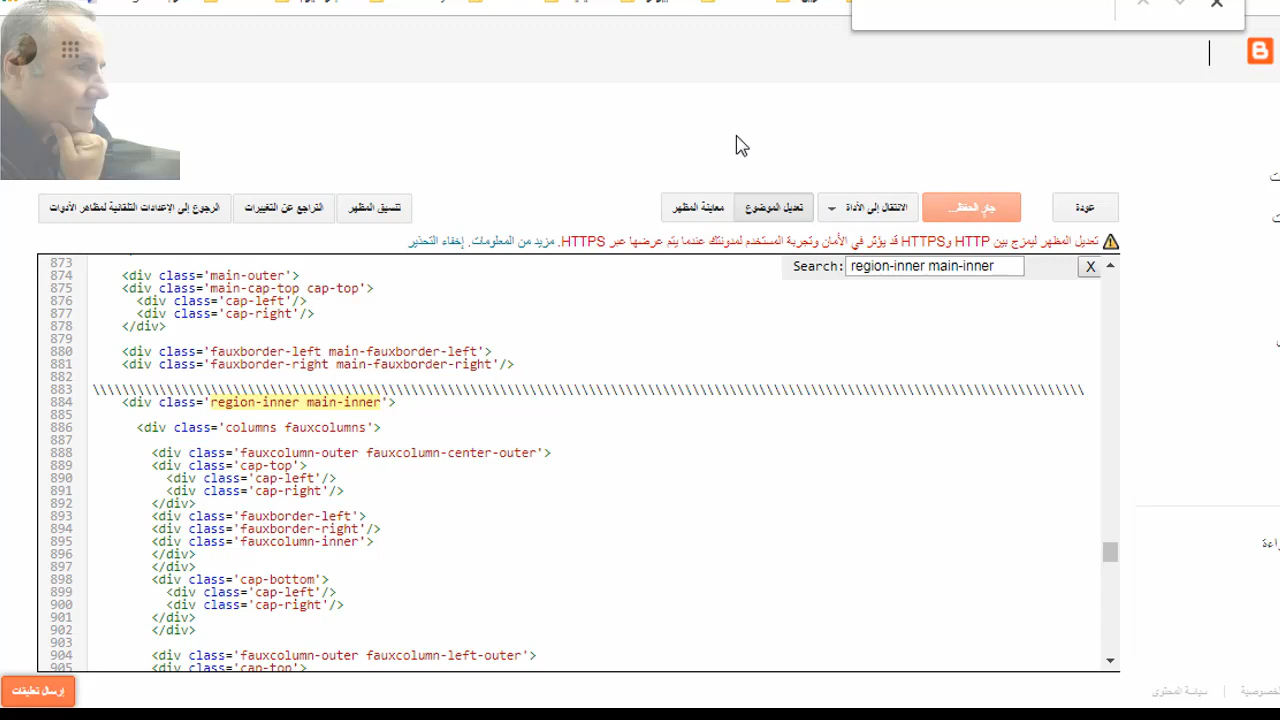 عودة
جارٍ الحفظ...
الانتقال إلى الأداة
تعديل الموضوع
معاينة المظهر
تنسيق المظهر
التراجع عن التغييرات
الرجوع إلى الإعدادات التلقائية لمظاهر الأدوات
تعديل المظهر ليمزج بين HTTP وHTTPS قد يؤثر في الأمان وتجربة المستخدم لمدونتك عندما يتم عرضها عبر HTTPS. مزيد من المعلومات. إخفاء التحذير
Search: region-inner main-inner X
873
874 <div class='main-outer'>
875 <div class='main-cap-top cap-top'>
876 <div class='cap-left'/>
877 <div class='cap-right'/>
878 </div>
879
880 <div class='fauxborder-left main-fauxborder-left'>
881 <div class='fauxborder-right main-fauxborder-right'/>
882
883 \\\\\\\\\\\\\\\\\\\\\\\\\\\\\\\\\\\\\\\\\\\\\\\\\\\\\\\\\\\\\\\\\\\\\\\\\\\\\\\\\\\\\\\\\\\\\\\\\\\\\\\\\\\\\\\\\\\\\\\\\\\\\\\\\\\\\\
884 <div class='region-inner main-inner'>
885
886 <div class='columns fauxcolumns'>
887
888 <div class='fauxcolumn-outer fauxcolumn-center-outer'>
889 <div class='cap-top'>
890 <div class='cap-left'/>
891 <div class='cap-right'/>
892 </div>
893 <div class='fauxborder-left'>
894 <div class='fauxborder-right'/>
895 <div class='fauxcolumn-inner'>
896 </div>
897 </div>
898 <div class='cap-bottom'>
899 <div class='cap-left'/>
900 <div class='cap-right'/>
901 </div>
902 </div>
903
904 <div class='fauxcolumn-outer fauxcolumn-left-outer'>
905 <div class='cap-top'>
إرسال تعليقات
سياسة المحتوى